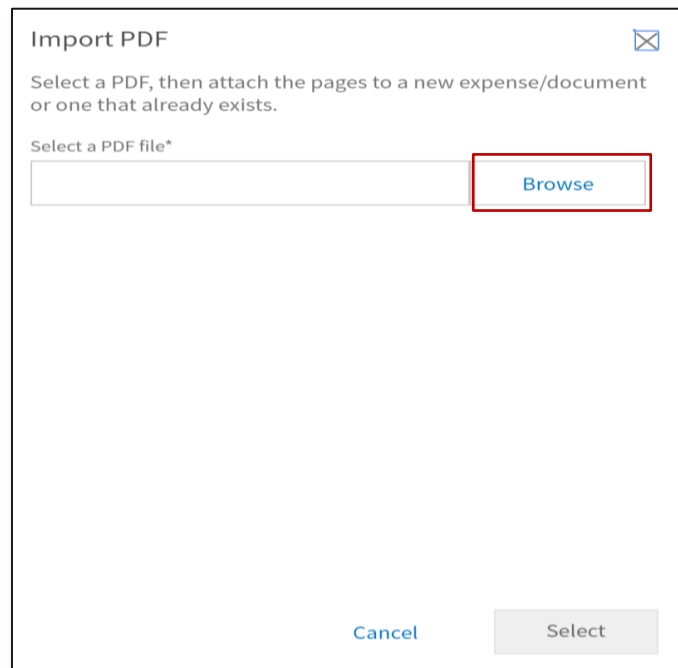 Import PDF
Select a PDF, then attach the pages to a new expense/document
or one that already exists.
Select a PDF file*
Browse
Cancel
Select